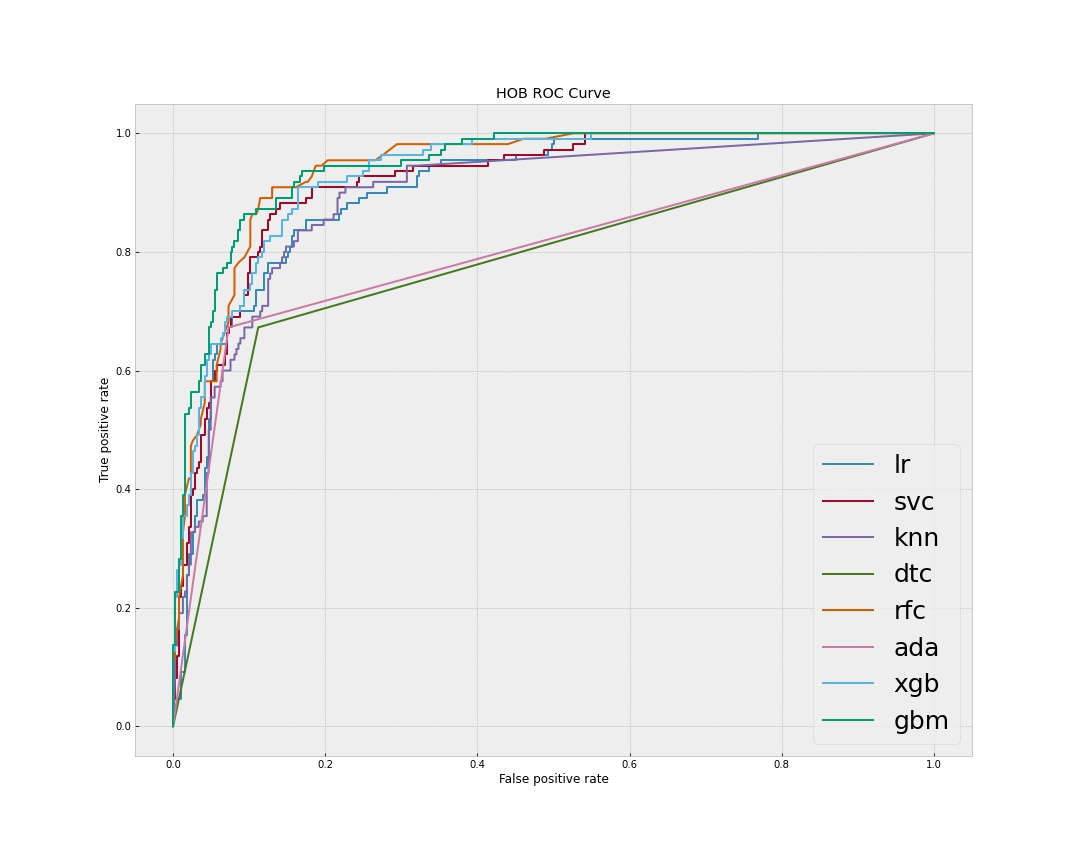 HOB ROC Curve
True positive rate
1.0
0.8
0.6
0.4
0.2
0.0
lr
svc
knn
dtc
rfc
ada
xgb
gbm
0.0 0.2 0.4 0.6 0.8 1.0
False positive rate